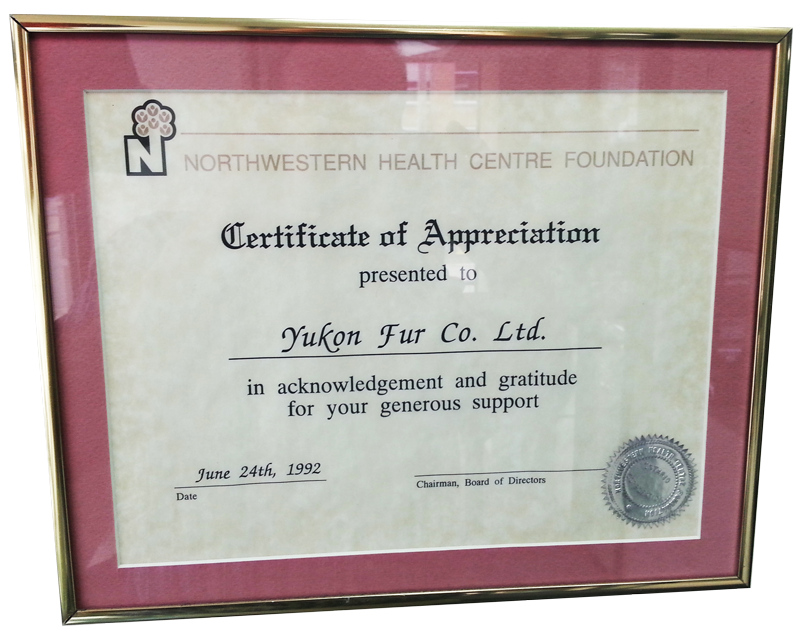 N
NORTHWESTERN HEALTH CENTRE FOUNDATION
Certificate of Appreciation
presented to
Yukon Fur Co. Ltd.
in acknowledgement and gratitude
for your generous support
June 24th, 1992
Date
Chairman, Board of Directors